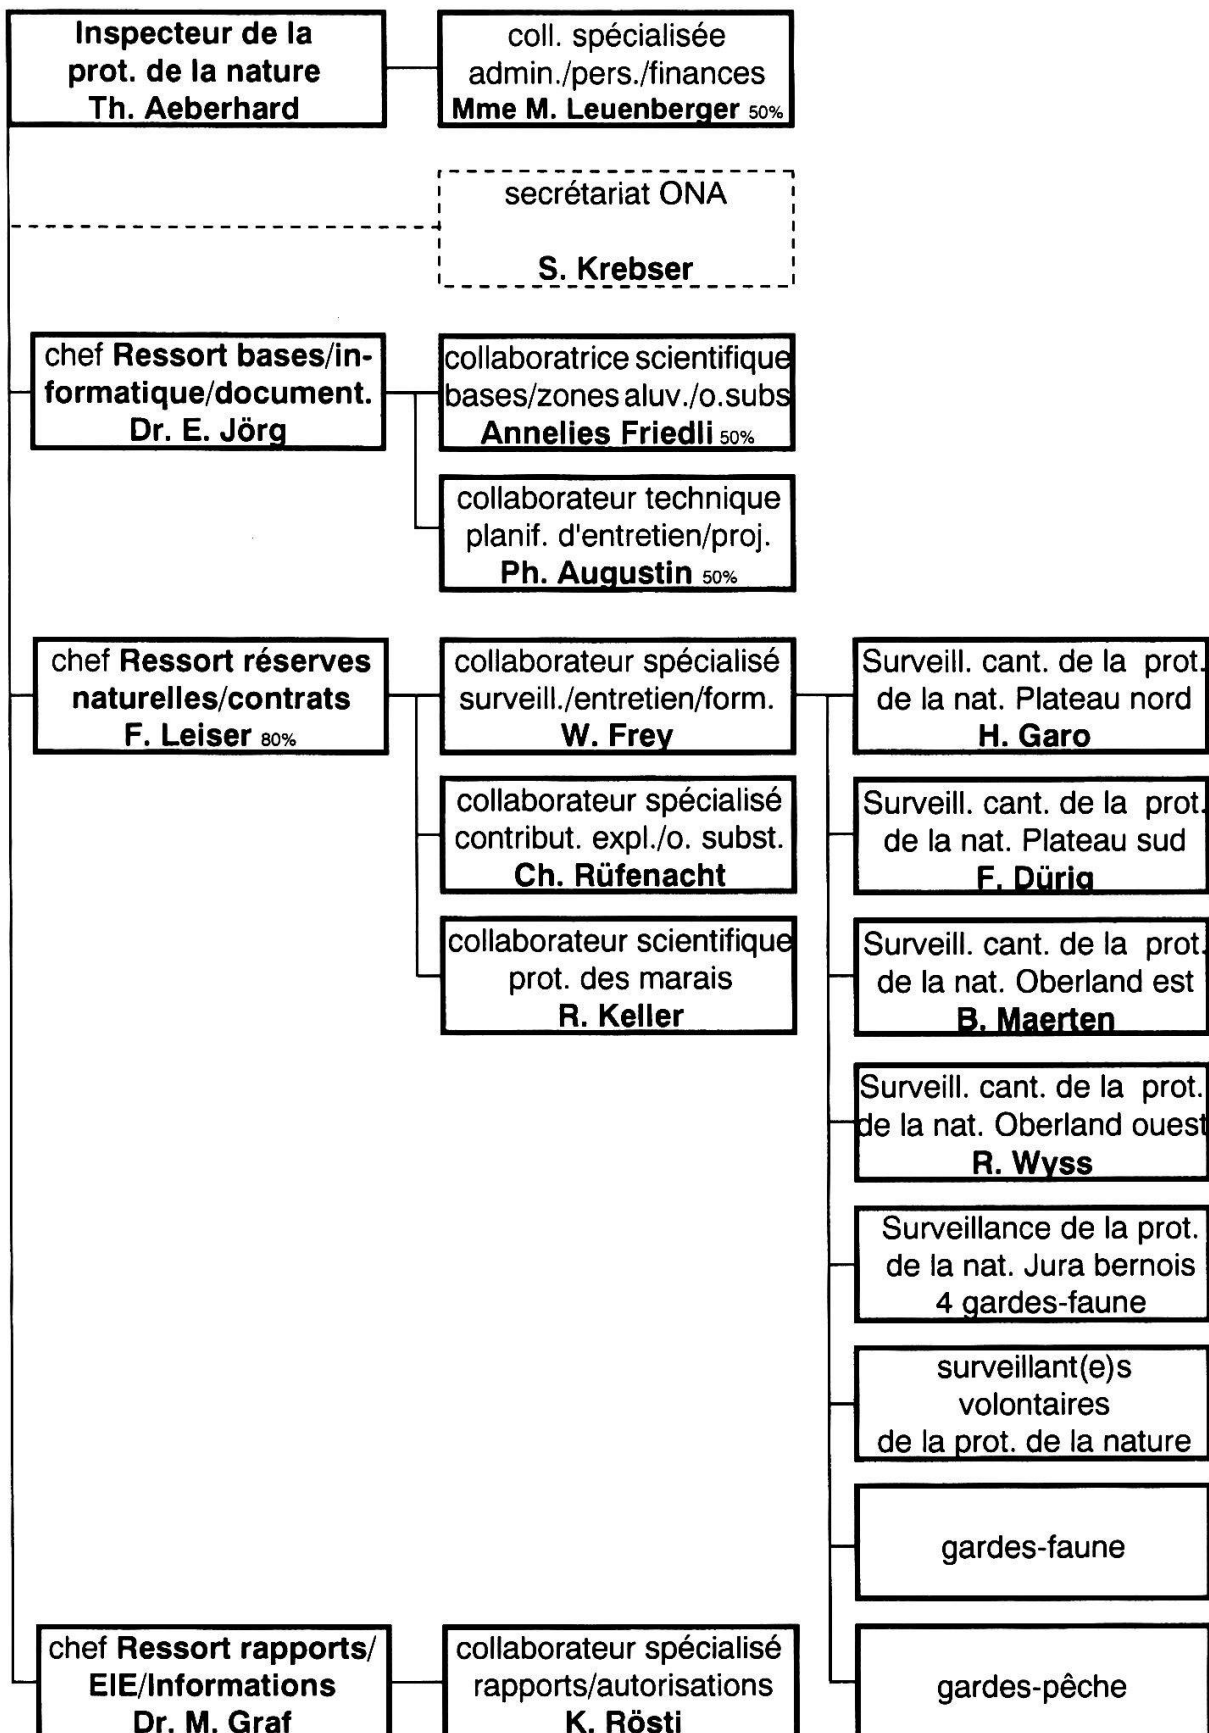 Inspecteur de la
prot. de la nature
Th. Aeberhard
coll. spécialisée
admin./pers./finances
Mme M. Leuenberger 50%
secrétariat ONA
S. Krebser
chef Ressort bases/in-
formatique/document.
Dr. E. Jörg
collaboratrice scientifique
bases/zones aluv./o.subs
Annelies Friedli 50%
collaborateur technique
planif. d'entretien/proj.
Ph. Augustin 50%
chef Ressort réserves
naturelles/contrats
F. Leiser 80%
collaborateur spécialisé
surveill./entretien/form.
W. Frey
collaborateur spécialisé
contribut. expl./o. subst.
Ch. Rüfenacht
collaborateur scientifique
prot. des marais
R. Keller
Surveill. cant. de la prot.
de la nat. Plateau nord
H. Garo
Surveill. cant. de la prot.
de la nat. Plateau sud
F. Dürig
Surveill. cant. de la prot.
de la nat. Oberland est
B. Maerten
Surveill. cant. de la prot.
de la nat. Oberland ouest
R. Wyss
Surveillance de la prot.
de la nat. Jura bernois
4 gardes-faune
surveillant(e)s
volontaires
de la prot. de la nature
gardes-faune
gardes-pêche
chef Ressort rapports/
EIE/Informations
Dr. M. Graf
collaborateur spécialisé
rapports/autorisations
K. Rösti